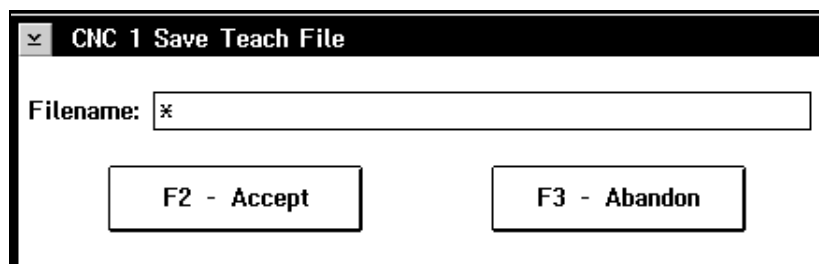 CNC 1 Save Teach File
Filename: *
F2 - Accept F3 - Abandon